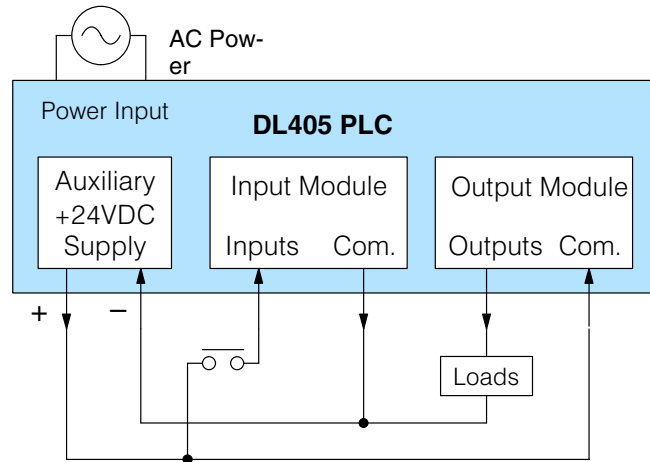 AC Pow-
er
Power Input
DL405 PLC
Auxiliary
+24VDC
Supply
Input Module
Inputs Com.
Output Module
Outputs Com.
+ −
Loads